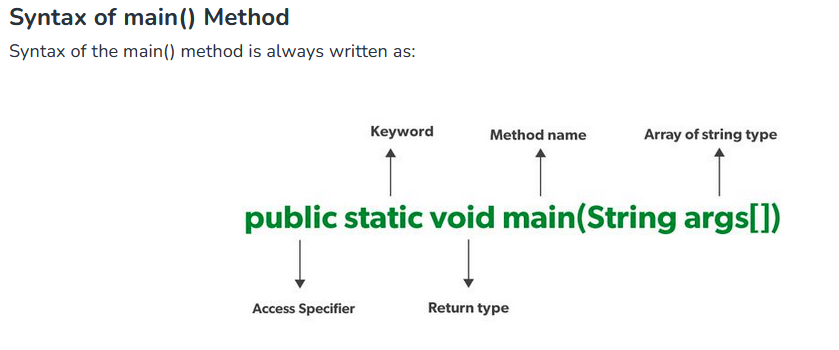 Syntax of main() Method
Syntax of the main() method is always written as:
Keyword
Method name
Array of string type
public static void main(String args[])
Access Specifier
Return type